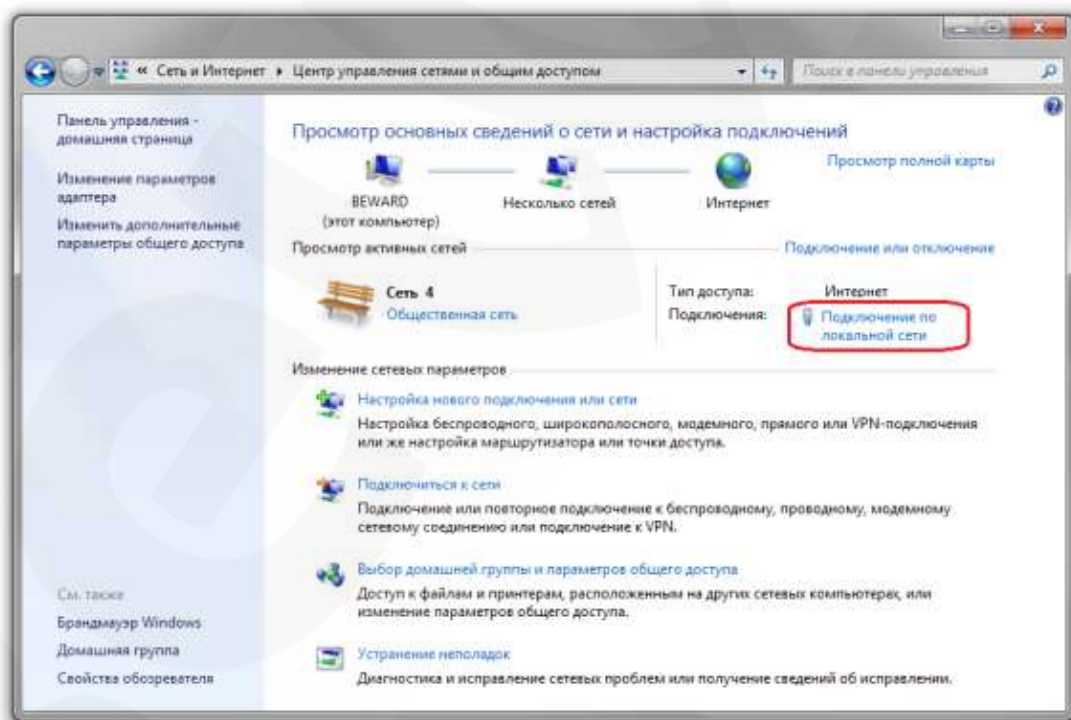 « Сеть и Интернет ▸ Центр управления сетями и общим доступом
Поиск в панели управления
Панель управления -
домашняя страница
Изменение параметров
адаптера
Изменить дополнительные
параметры общего доступа
См. также
Брандмауэр Windows
Домашняя группа
Свойства обозревателя
Просмотр основных сведений о сети и настройка подключений
Просмотр полной карты
BEWARD
(этот компьютер)
Несколько сетей
Интернет
Просмотр активных сетей
Подключение или отключение
Сеть 4
Общественная сеть
Тип доступа: Интернет
Подключения: Подключение по
локальной сети
Изменение сетевых параметров
Настройка нового подключения или сети
Настройка беспроводного, широкополосного, модемного, прямого или VPN-подключения
или же настройка маршрутизатора или точки доступа.
Подключиться к сети
Подключение или повторное подключение к беспроводному, проводному, модемному
сетевому соединению или подключение к VPN.
Выбор домашней группы и параметров общего доступа
Доступ к файлам и принтерам, расположенным на других сетевых компьютерах, или
изменение параметров общего доступа.
Устранение неполадок
Диагностика и исправление сетевых проблем или получение сведений об исправлении.